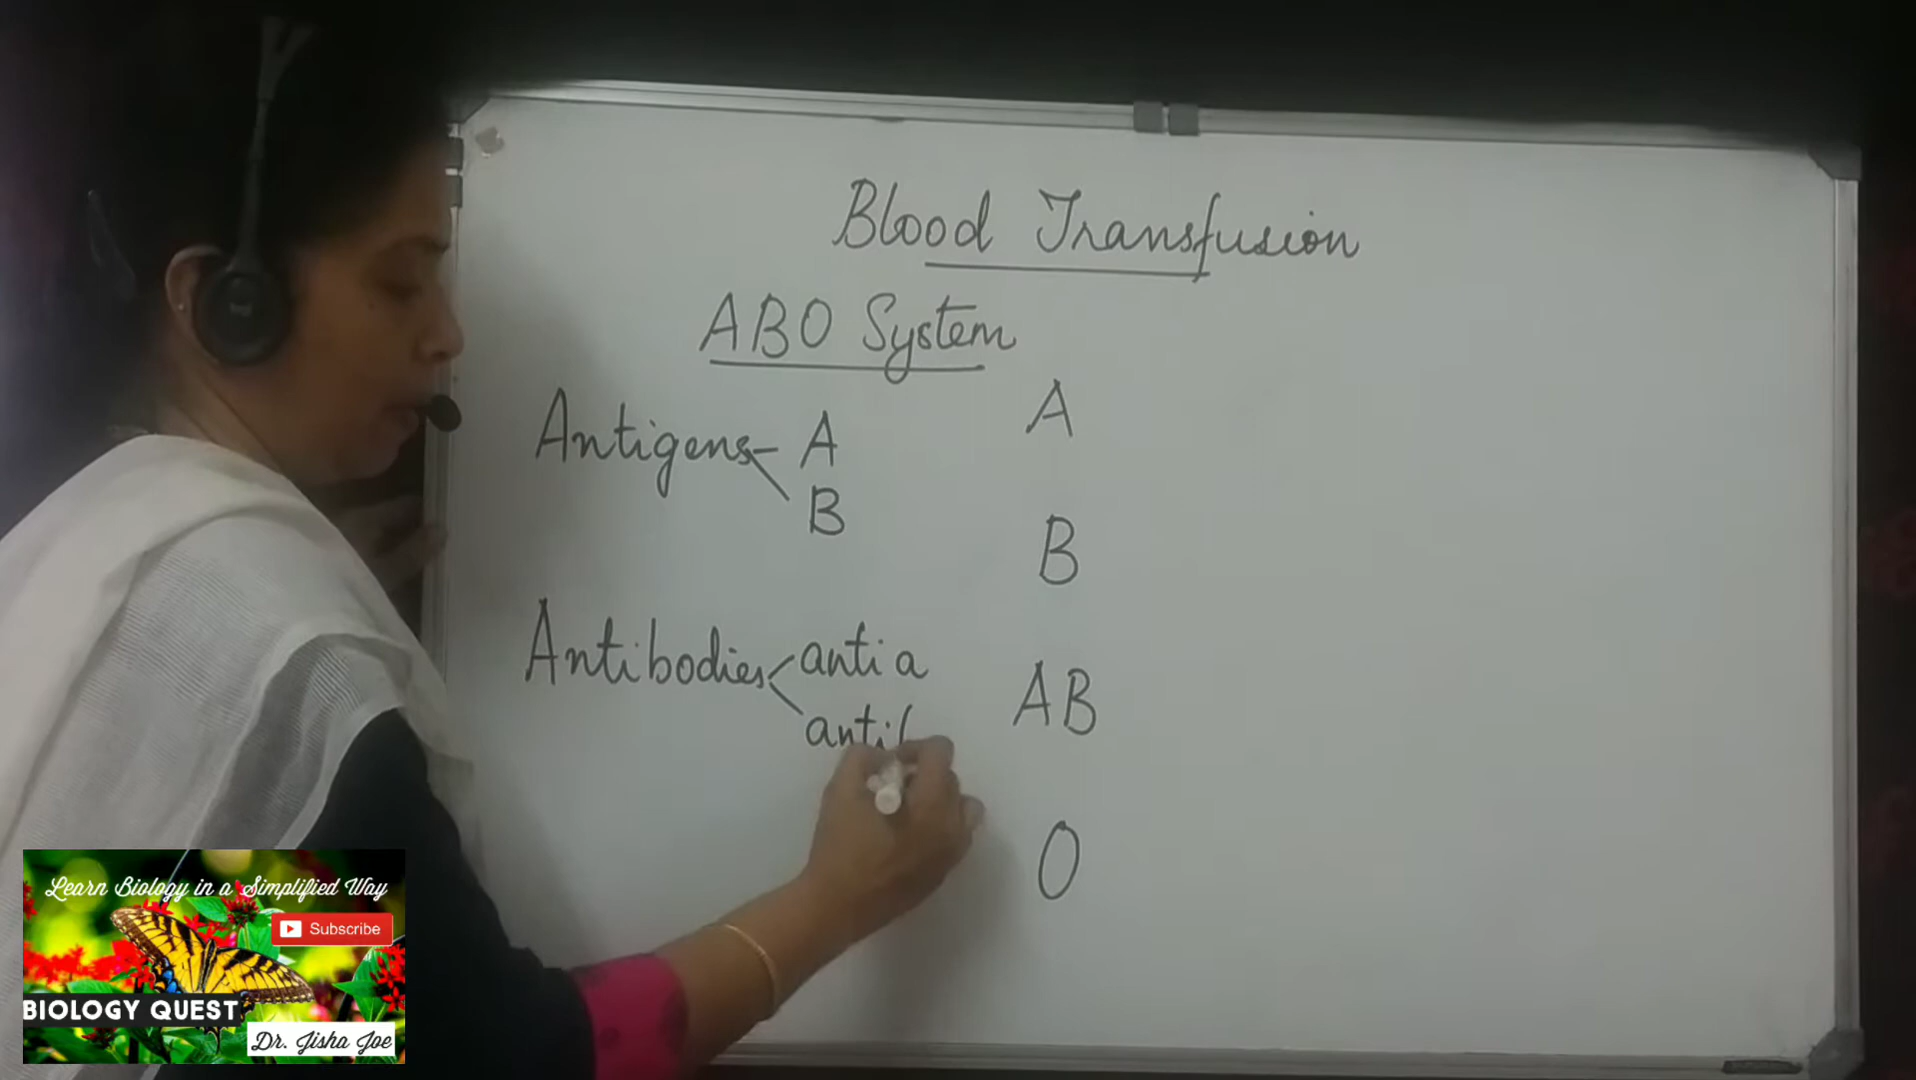 Blood Transfusion
ABO System
Antigens - A
B
Antibodies < anti a
anti
A
B
AB
O
Learn Biology in a Simplified Way
Subscribe
BIOLOGY QUEST
Dr. Jisha Joe